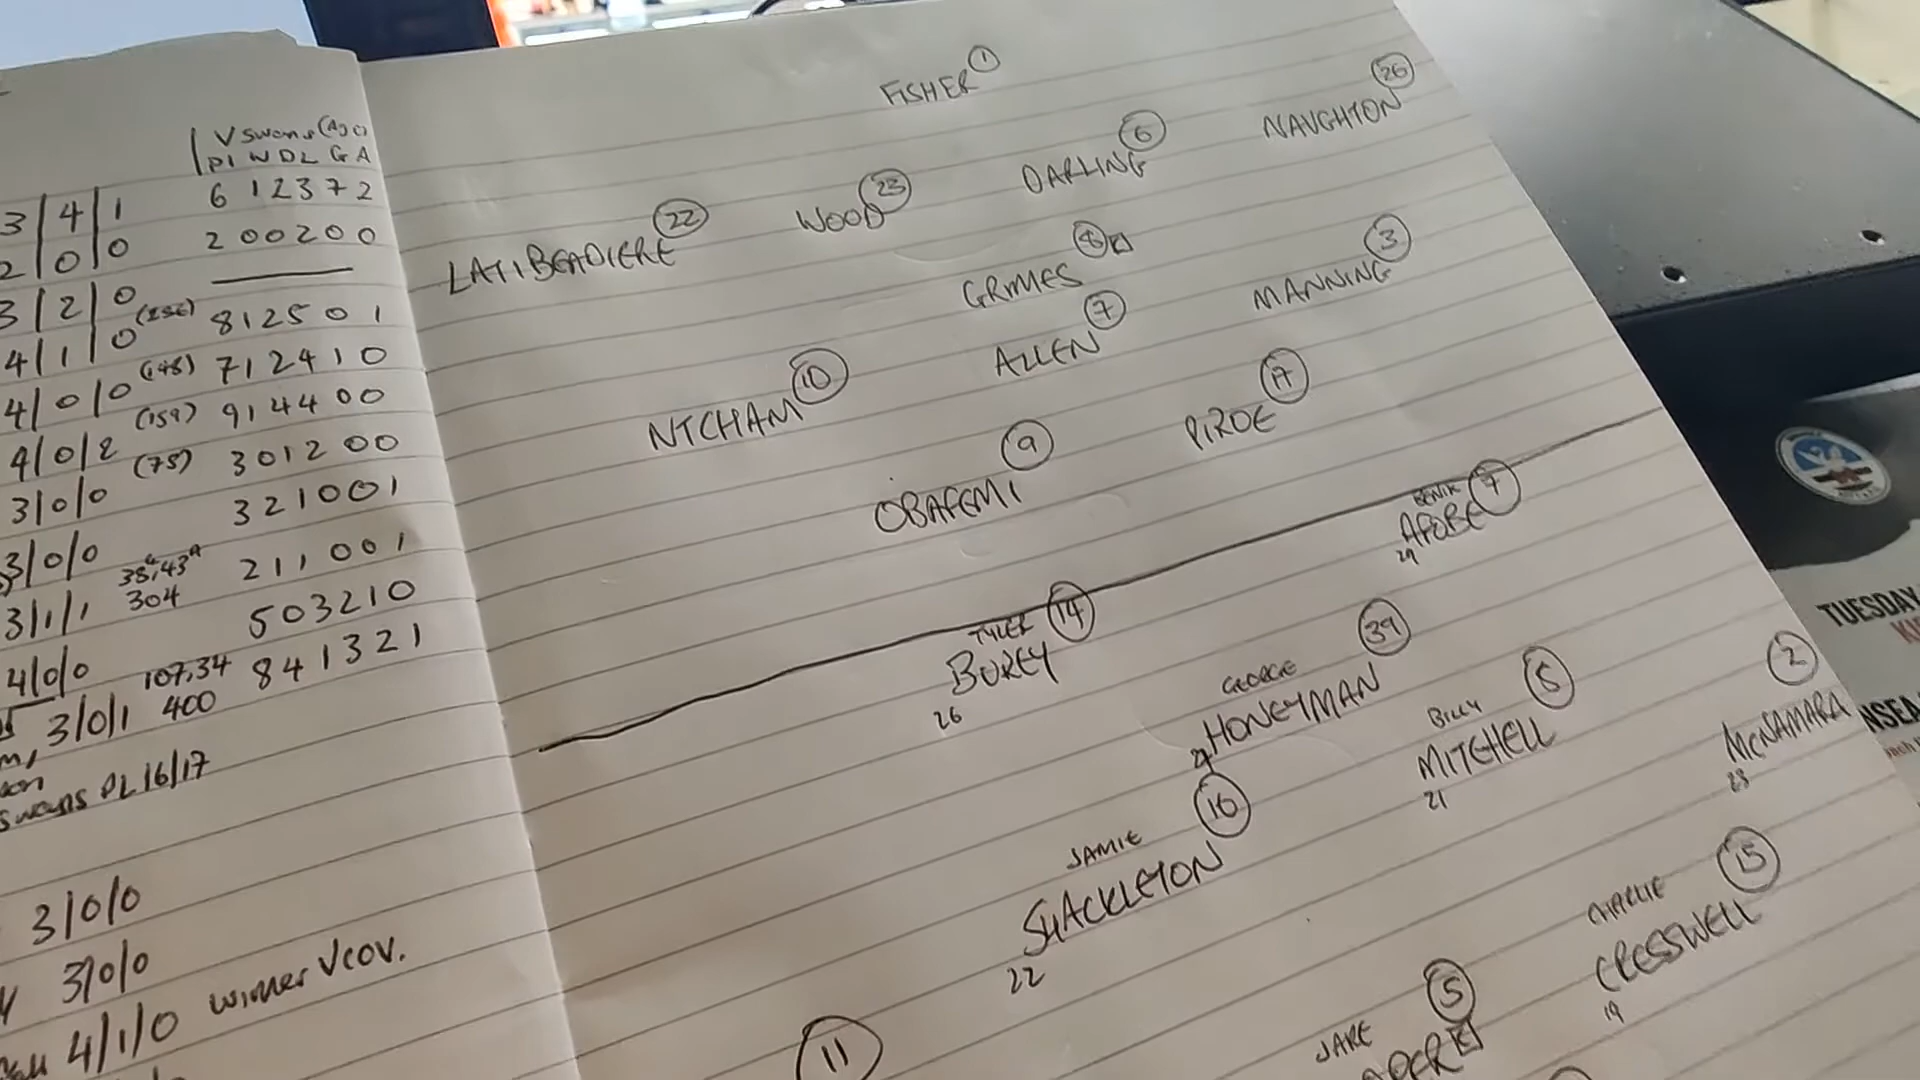 V Swans (Ago)
Pl W D L G A
3/4/1 6 1 2 3 7 2
2/0/0 2 0 0 2 0 0
3/2/0
4/1/0 (256) 8 1 2 5 0 1
4/0/0 (148) 7 1 2 4 1 0
4/0/2 (159) 9 1 4 4 0 0
3/0/0 (75) 3 0 1 2 0 0
3/0/0 3 2 1 0 0 1
3/1/1 304 2 1 1 0 0 1
4/0/0 5 0 3 2 1 0
3/0/1 107,34 400 8 4 1 3 2 1
Swans PL 16/17
3/0/0
3/0/0
4/1/0 winner V COV.
FISHER 1
NAUGHTON 26
DARLING 6
WOOD 23
LATIBEADIERE 22
GRIMES 8 C
MANNING 3
ALLEN 7
NTCHAM 10
PIROE 17
OBAFEMI 9
BENIK 7
AFOBE
29
TYLER 14
BUREY
26
GEORGE 39
HONEYMAN
BILLY 8
MITCHELL
21
2
MCNAMARA
23
JAMIE 16
SHACKLETON
22
CHARLIE 15
CRESSWELL
19
JAKE 5
11
TUESDAY